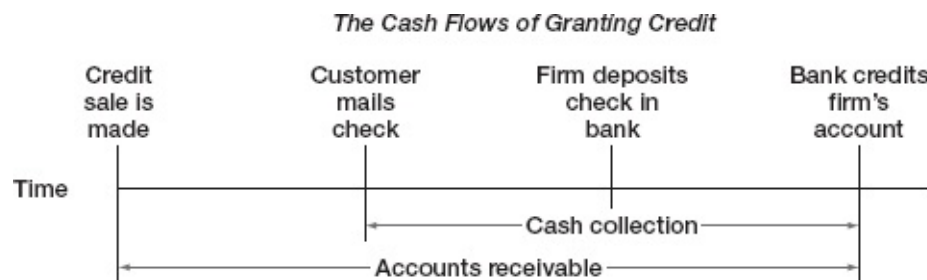 The Cash Flows of Granting Credit
Credit sale is made
Customer mails check
Firm deposits check in bank
Bank credits firm's account
Time
Cash collection
Accounts receivable